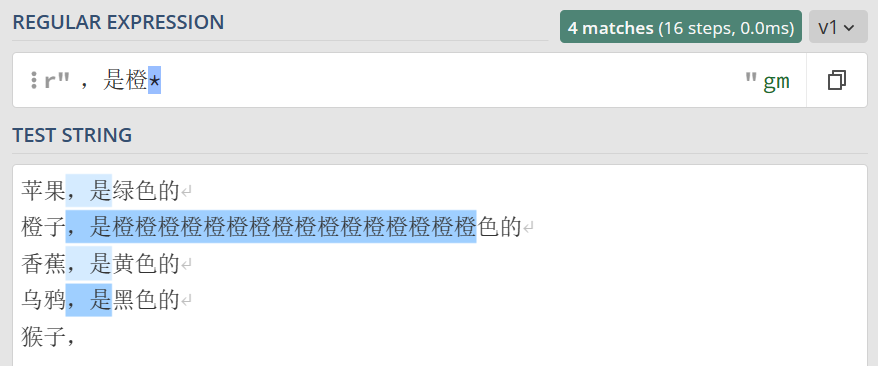 REGULAR EXPRESSION
4 matches (16 steps, 0.0ms)
v1
r" ，是橙* " gm
TEST STRING
苹果，是绿色的
橙子，是橙橙橙橙橙橙橙橙橙橙橙橙橙橙橙橙色的
香蕉，是黄色的
乌鸦，是黑色的
猴子，